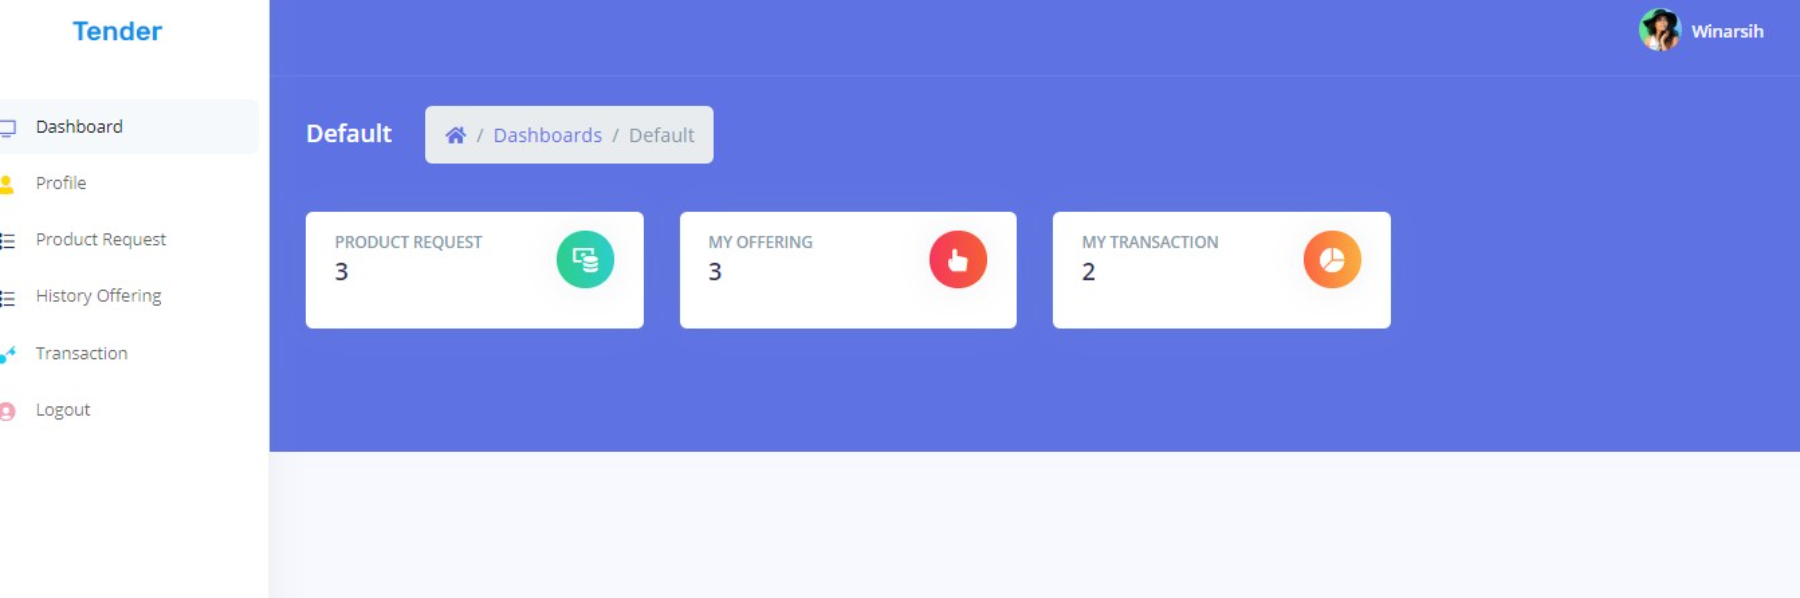 Tender
Winarsih
Dashboard
Profile
Product Request
History Offering
Transaction
Logout
Default
/ Dashboards / Default
PRODUCT REQUEST
3
MY OFFERING
3
MY TRANSACTION
2